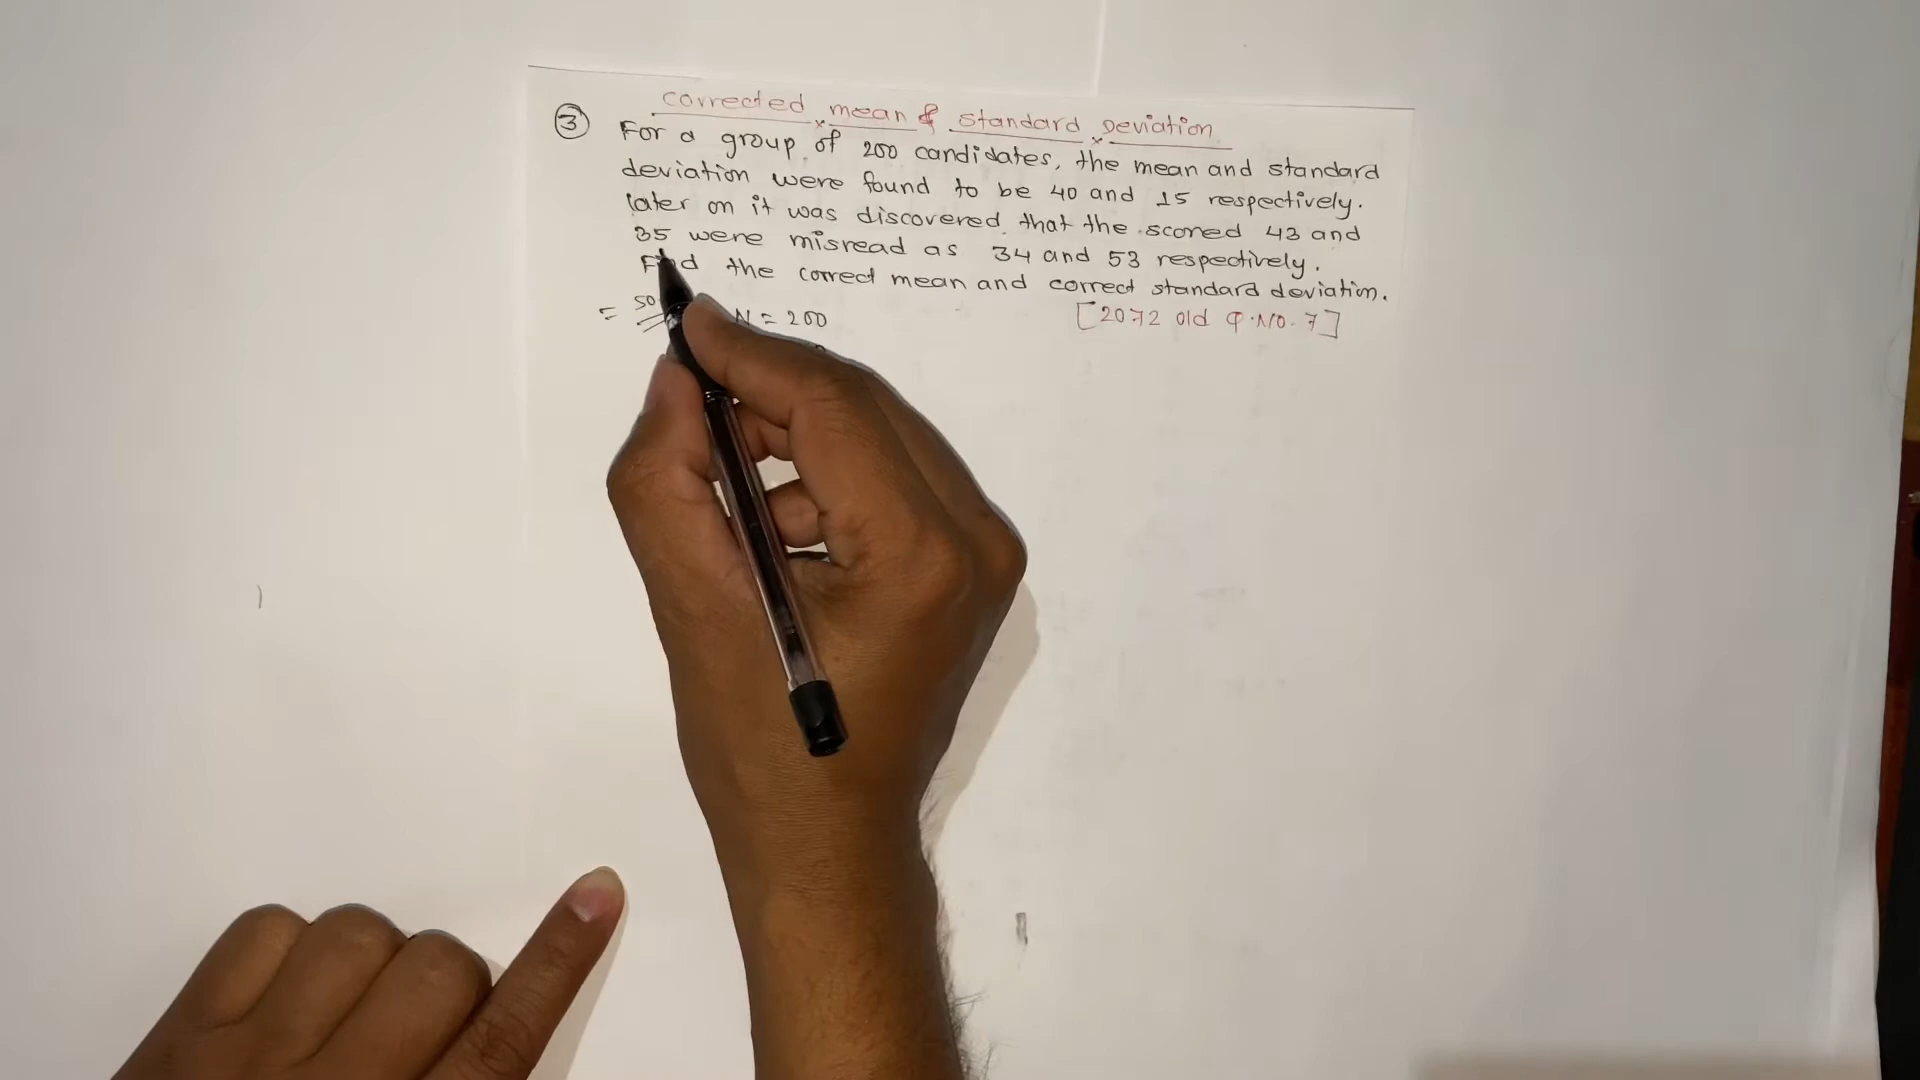 corrected mean & standard Deviation
③ For a group of 200 candidates, the mean and standard
deviation were found to be 40 and 15 respectively.
later on it was discovered that the scored 43 and
35 were misread as 34 and 53 respectively.
Find the correct mean and correct standard deviation.
= N = 200 [2072 old Q.NO. 7]